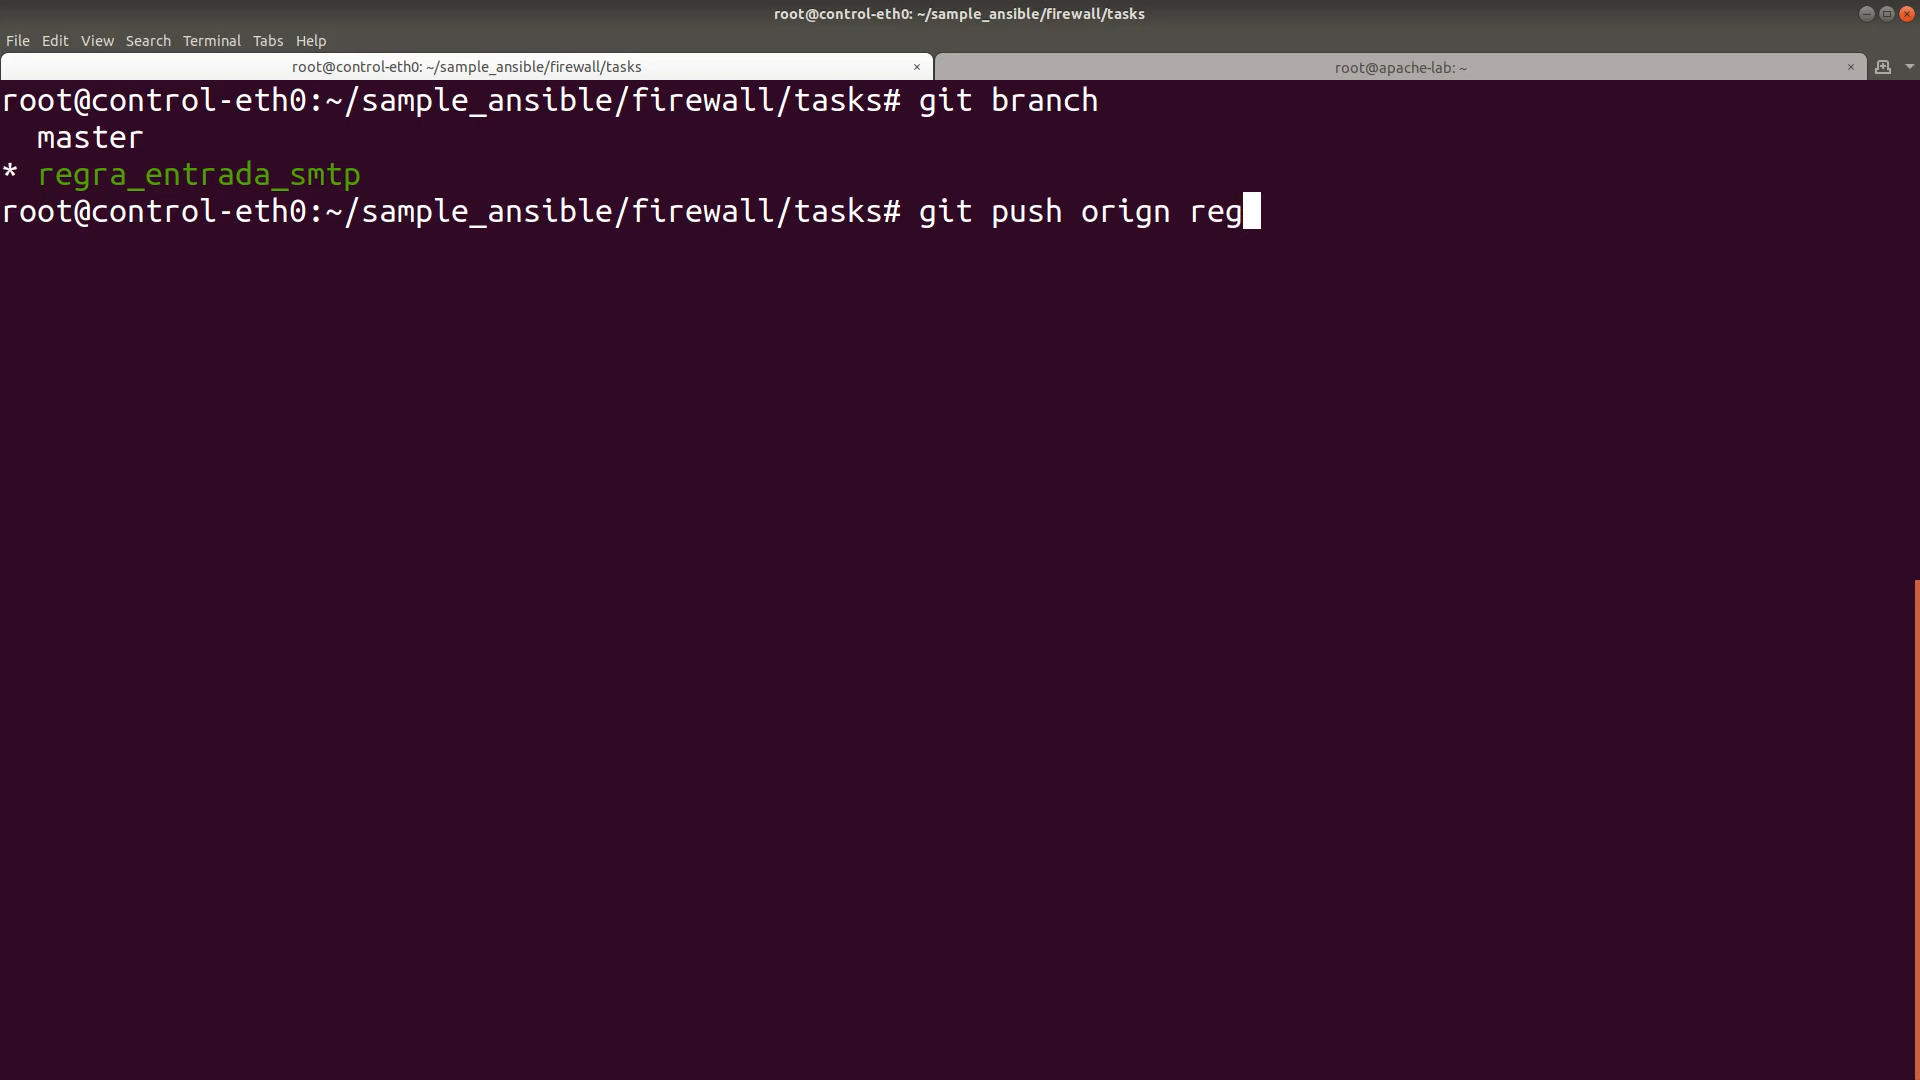 root@control-eth0: ~/sample_ansible/firewall/tasks
File Edit View Search Terminal Tabs Help
root@control-eth0: ~/sample_ansible/firewall/tasks × root@apache-lab: ~ ×
root@control-eth0:~/sample_ansible/firewall/tasks# git branch
master
* regra_entrada_smtp
root@control-eth0:~/sample_ansible/firewall/tasks# git push orign reg